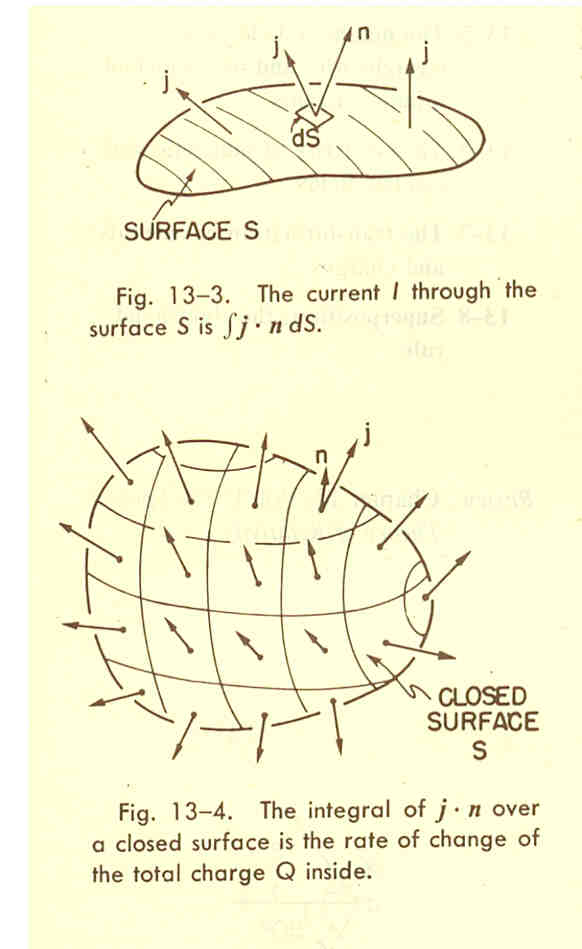 j
n
j
j
dS
SURFACE S
Fig. 13–3. The current I through the
surface S is ∫j · n dS.
n
j
CLOSED
SURFACE
S
Fig. 13–4. The integral of j · n over
a closed surface is the rate of change of
the total charge Q inside.